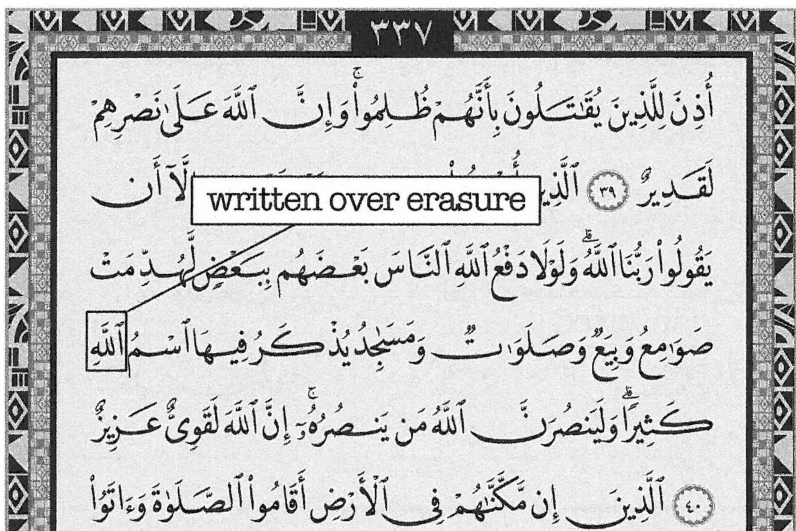 ٣٣٧
أُذِنَ لِلَّذِينَ يُقَٰتَلُونَ بِأَنَّهُمْ ظُلِمُوا۟ ۚ وَإِنَّ ٱللَّهَ عَلَىٰ نَصْرِهِمْ
لَقَدِيرٌ ٣٩ ٱلَّذِينَ إِلَّآ أَن
written over erasure
يَقُولُوا۟ رَبُّنَا ٱللَّهُ ۗ وَلَوْلَا دَفْعُ ٱللَّهِ ٱلنَّاسَ بَعْضَهُم بِبَعْضٍ لَّهُدِّمَتْ
صَوَٰمِعُ وَبِيَعٌ وَصَلَوَٰتٌ وَمَسَٰجِدُ يُذْكَرُ فِيهَا ٱسْمُ ٱللَّهِ
كَثِيرًا ۗ وَلَيَنصُرَنَّ ٱللَّهُ مَن يَنصُرُهُۥٓ ۚ إِنَّ ٱللَّهَ لَقَوِىٌّ عَزِيزٌ
٤٠ ٱلَّذِينَ إِن مَّكَّنَّٰهُمْ فِى ٱلْأَرْضِ أَقَامُوا۟ ٱلصَّلَوٰةَ وَءَاتَوُا۟